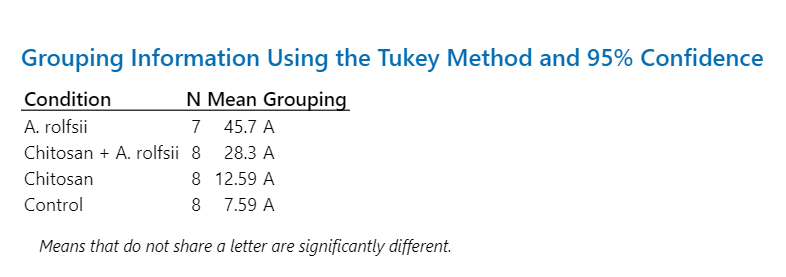 Grouping Information Using the Tukey Method and 95% Confidence
Condition N Mean Grouping
A. rolfsii 7 45.7 A
Chitosan + A. rolfsii 8 28.3 A
Chitosan 8 12.59 A
Control 8 7.59 A
Means that do not share a letter are significantly different.